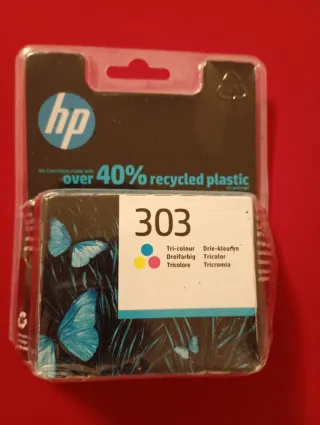 hp
over 40% recycled plastic
303
Tri-colour Drie-kleuren
Dreifarbig Tricolor
Tricolore Tricromia